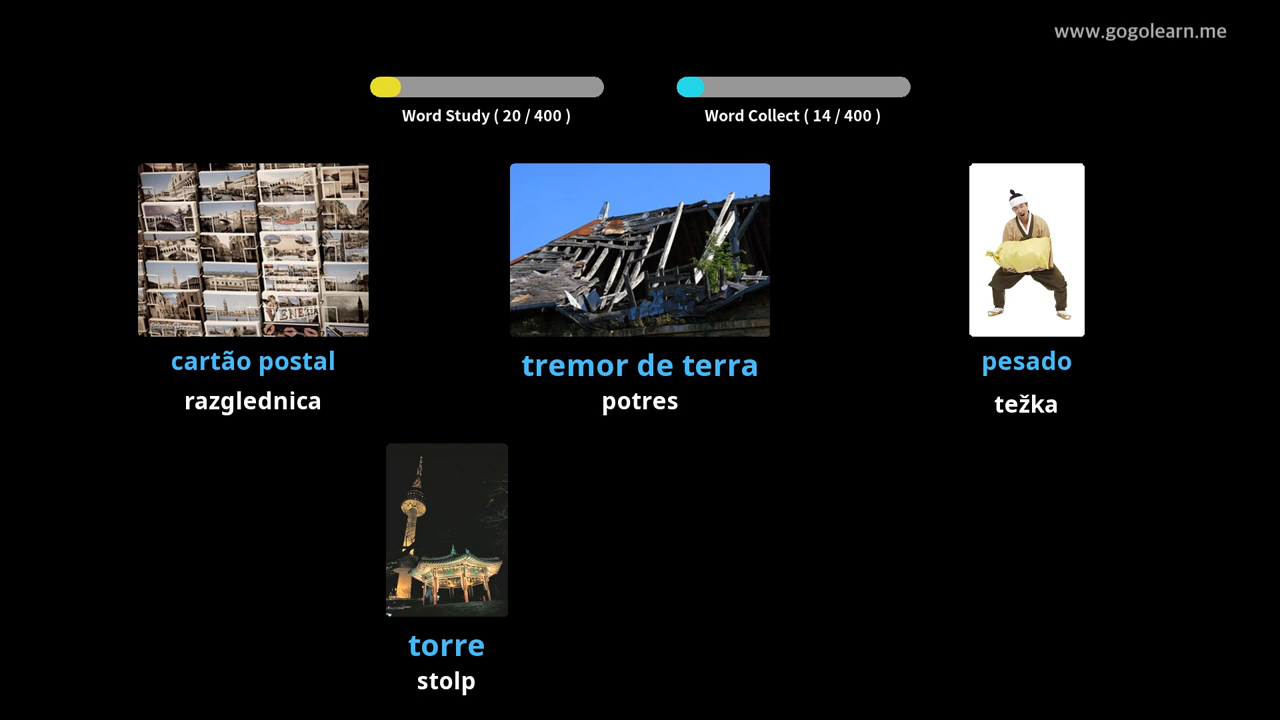 www.gogolearn.me
Word Study ( 20 / 400 )
Word Collect ( 14 / 400 )
cartão postal
razglednica
tremor de terra
potres
pesado
težka
torre
stolp